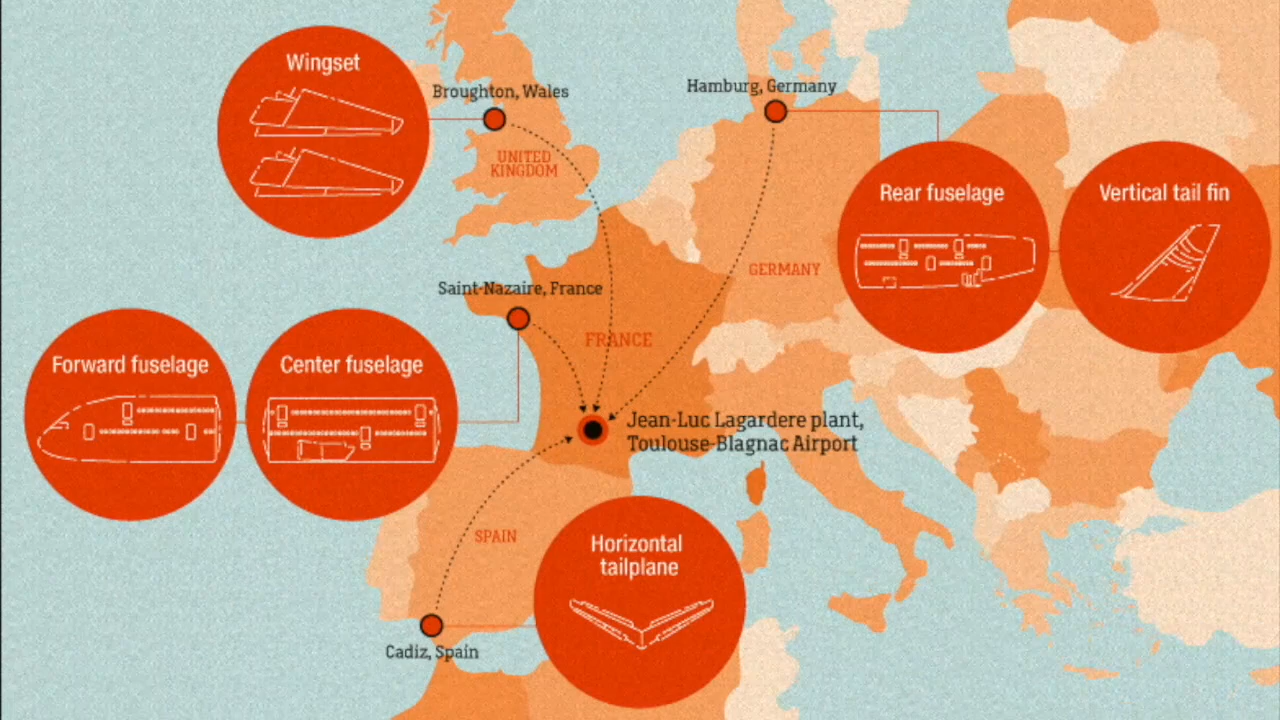 Wingset
Broughton, Wales
Hamburg, Germany
UNITED
KINGDOM
Rear fuselage
Vertical tail fin
GERMANY
Saint-Nazaire, France
FRANCE
Forward fuselage
Center fuselage
Jean-Luc Lagardere plant,
Toulouse-Blagnac Airport
SPAIN
Horizontal
tailplane
Cadiz, Spain